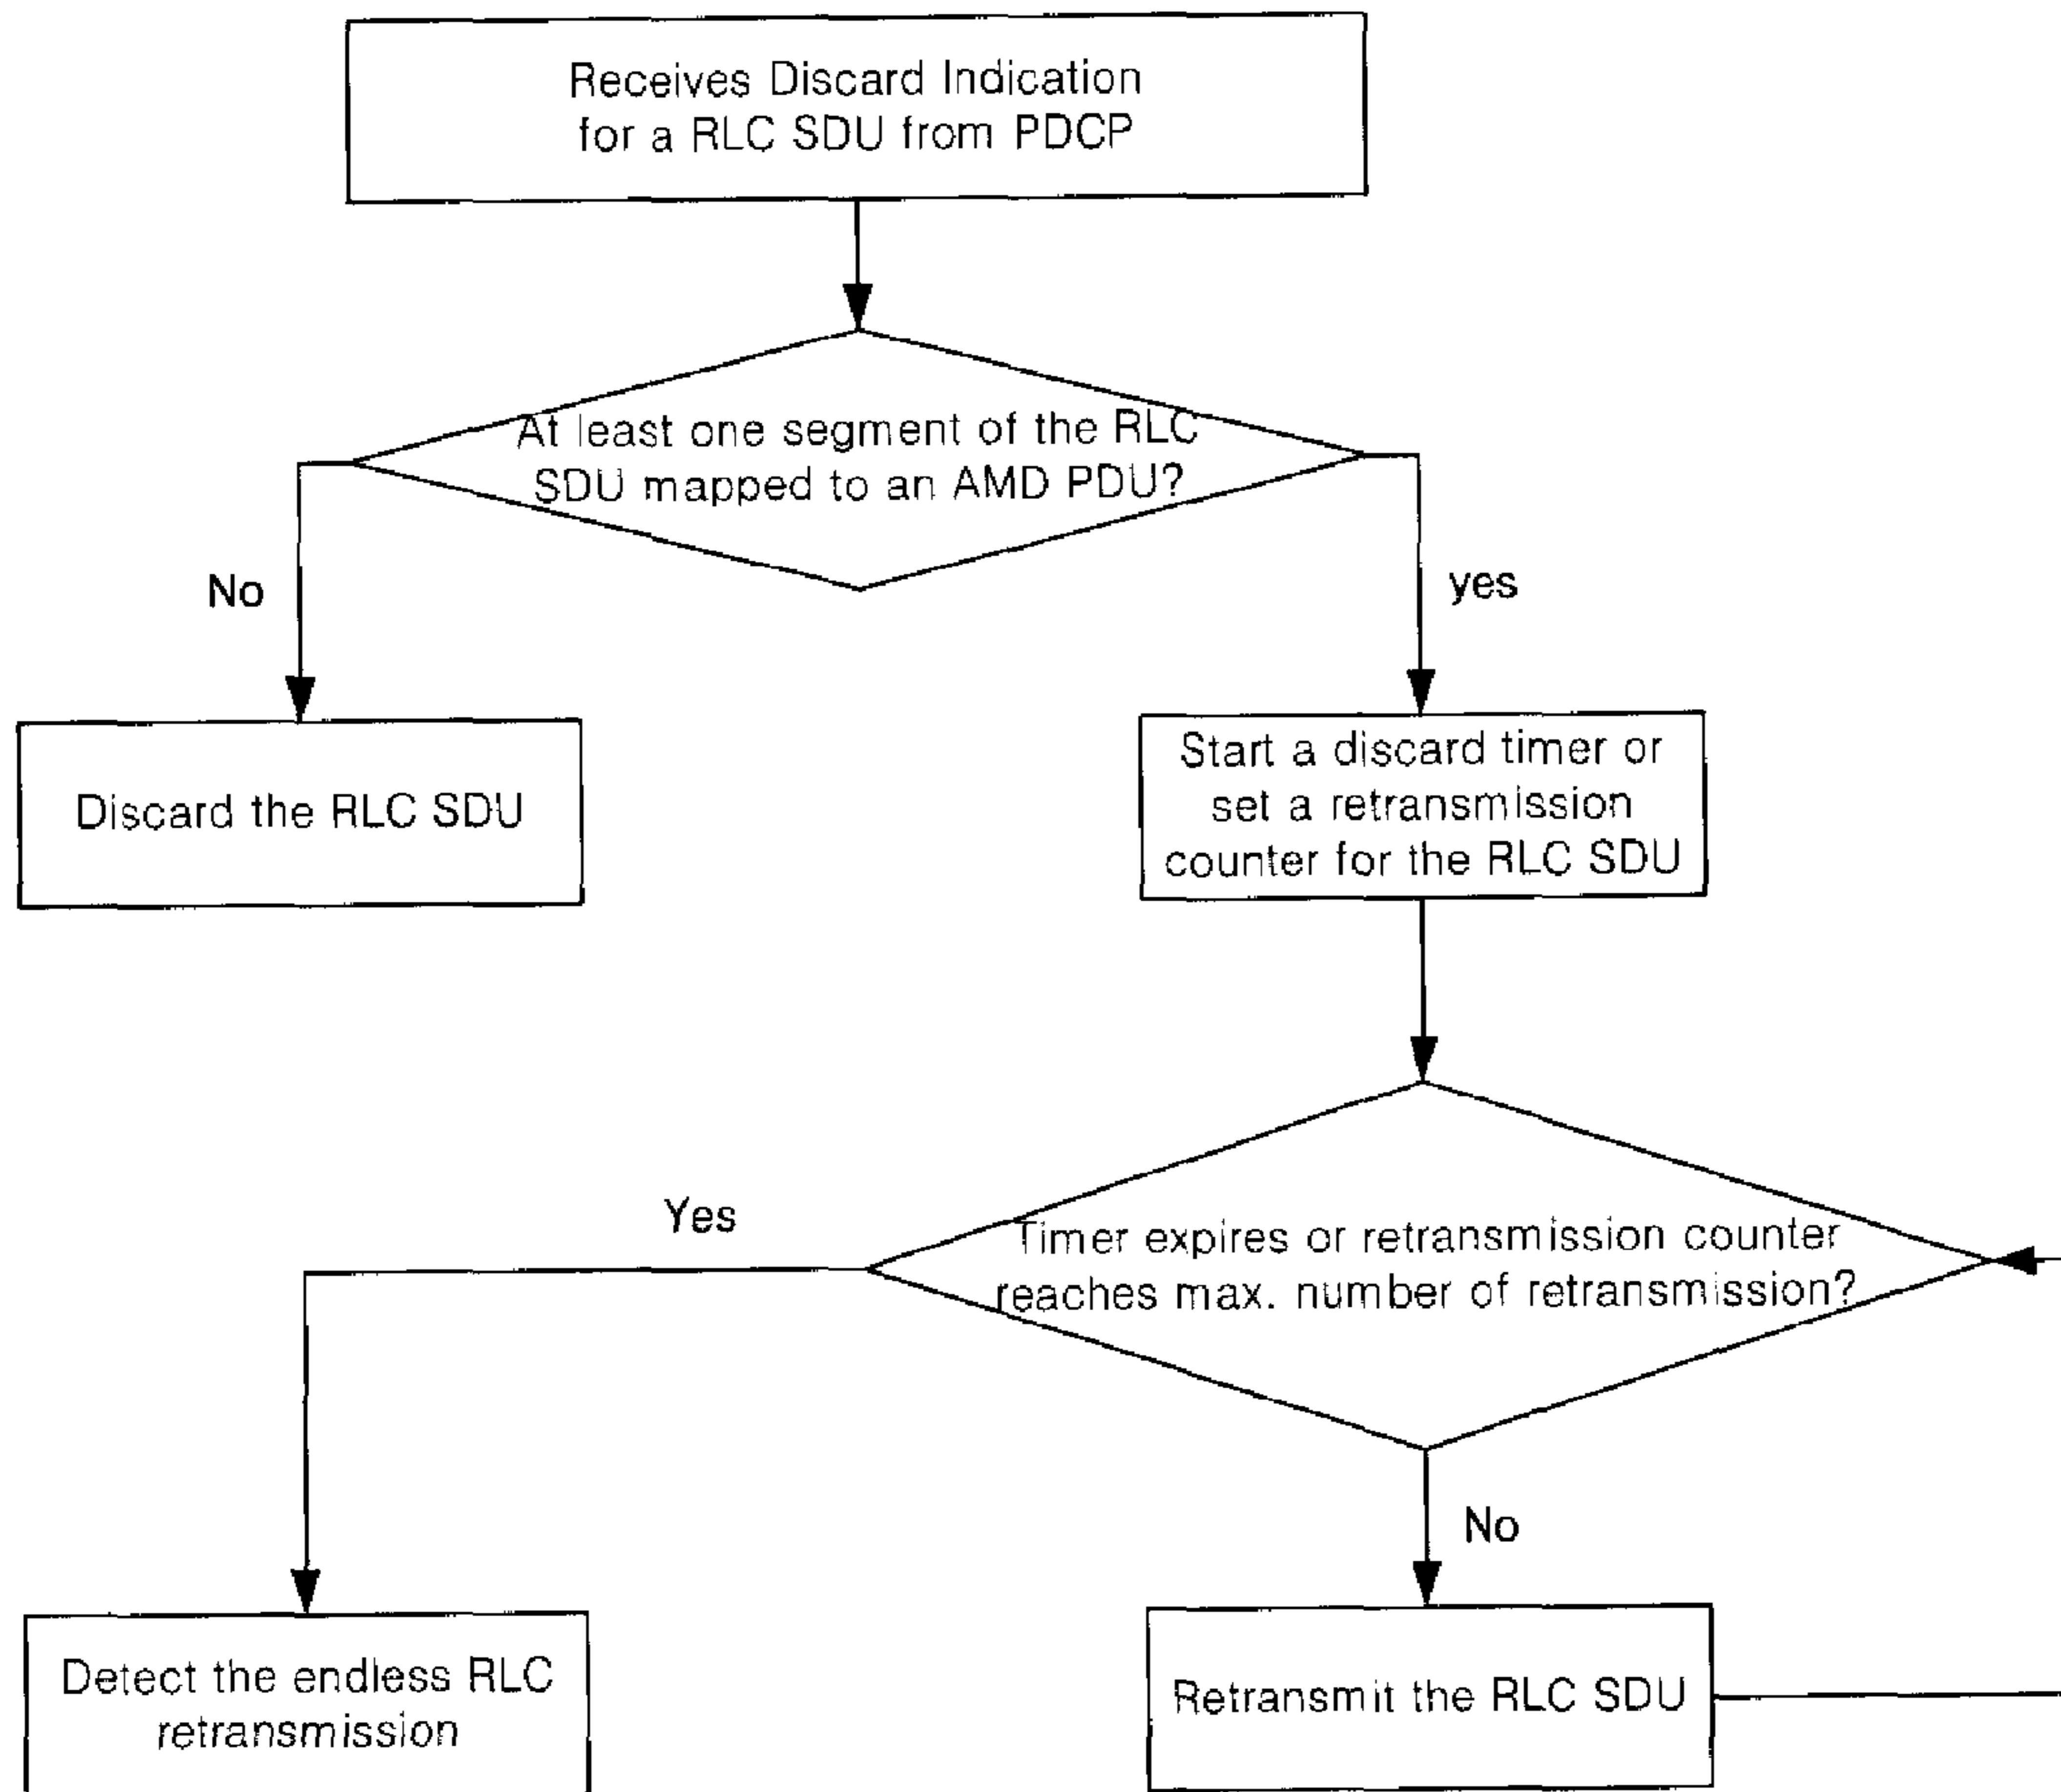 Receives Discard Indication
for a RLC SDU from PDCP
At least one segment of the RLC
SDU mapped to an AMD PDU?
No
yes
Discard the RLC SDU
Start a discard timer or
set a retransmission
counter for the RLC SDU
Yes
Timer expires or retransmission counter
reaches max. number of retransmission?
No
Detect the endless RLC
retransmission
Retransmit the RLC SDU